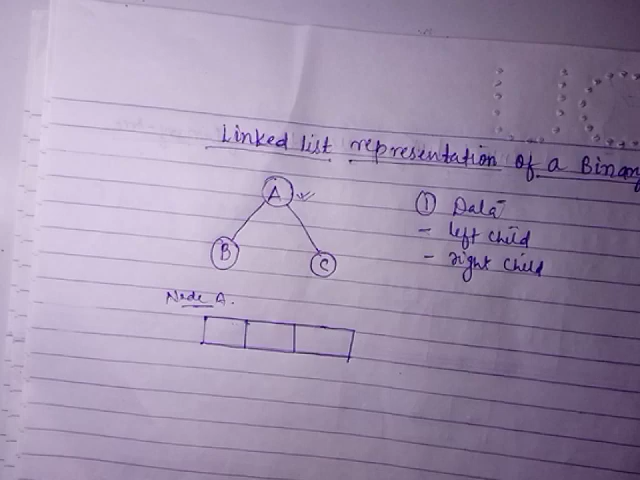 Linked list representation of a Binary
A
① Data
- left child
B
C
- right child
Node A.